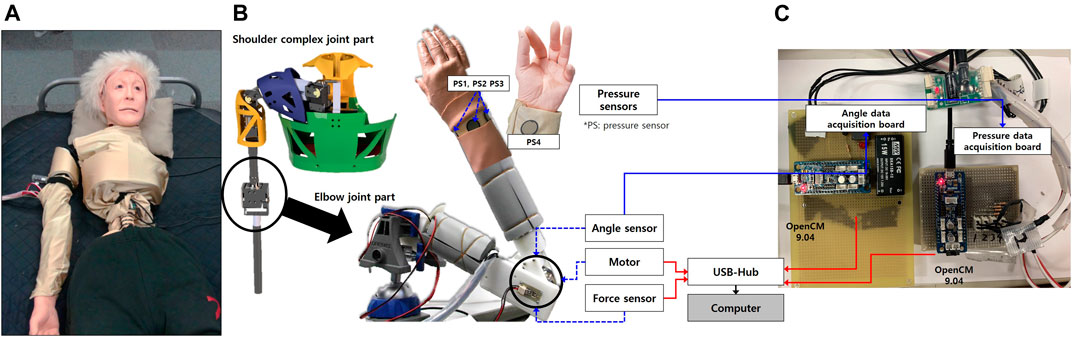 A
B
C
Shoulder complex joint part
PS1, PS2 PS3
PS4
Pressure
sensors
*PS: pressure sensor
Elbow joint part
Angle sensor
Motor
Force sensor
USB-Hub
Computer
Angle data
acquisition board
Pressure data
acquisition board
OpenCM
9.04
OpenCM
9.04
15W